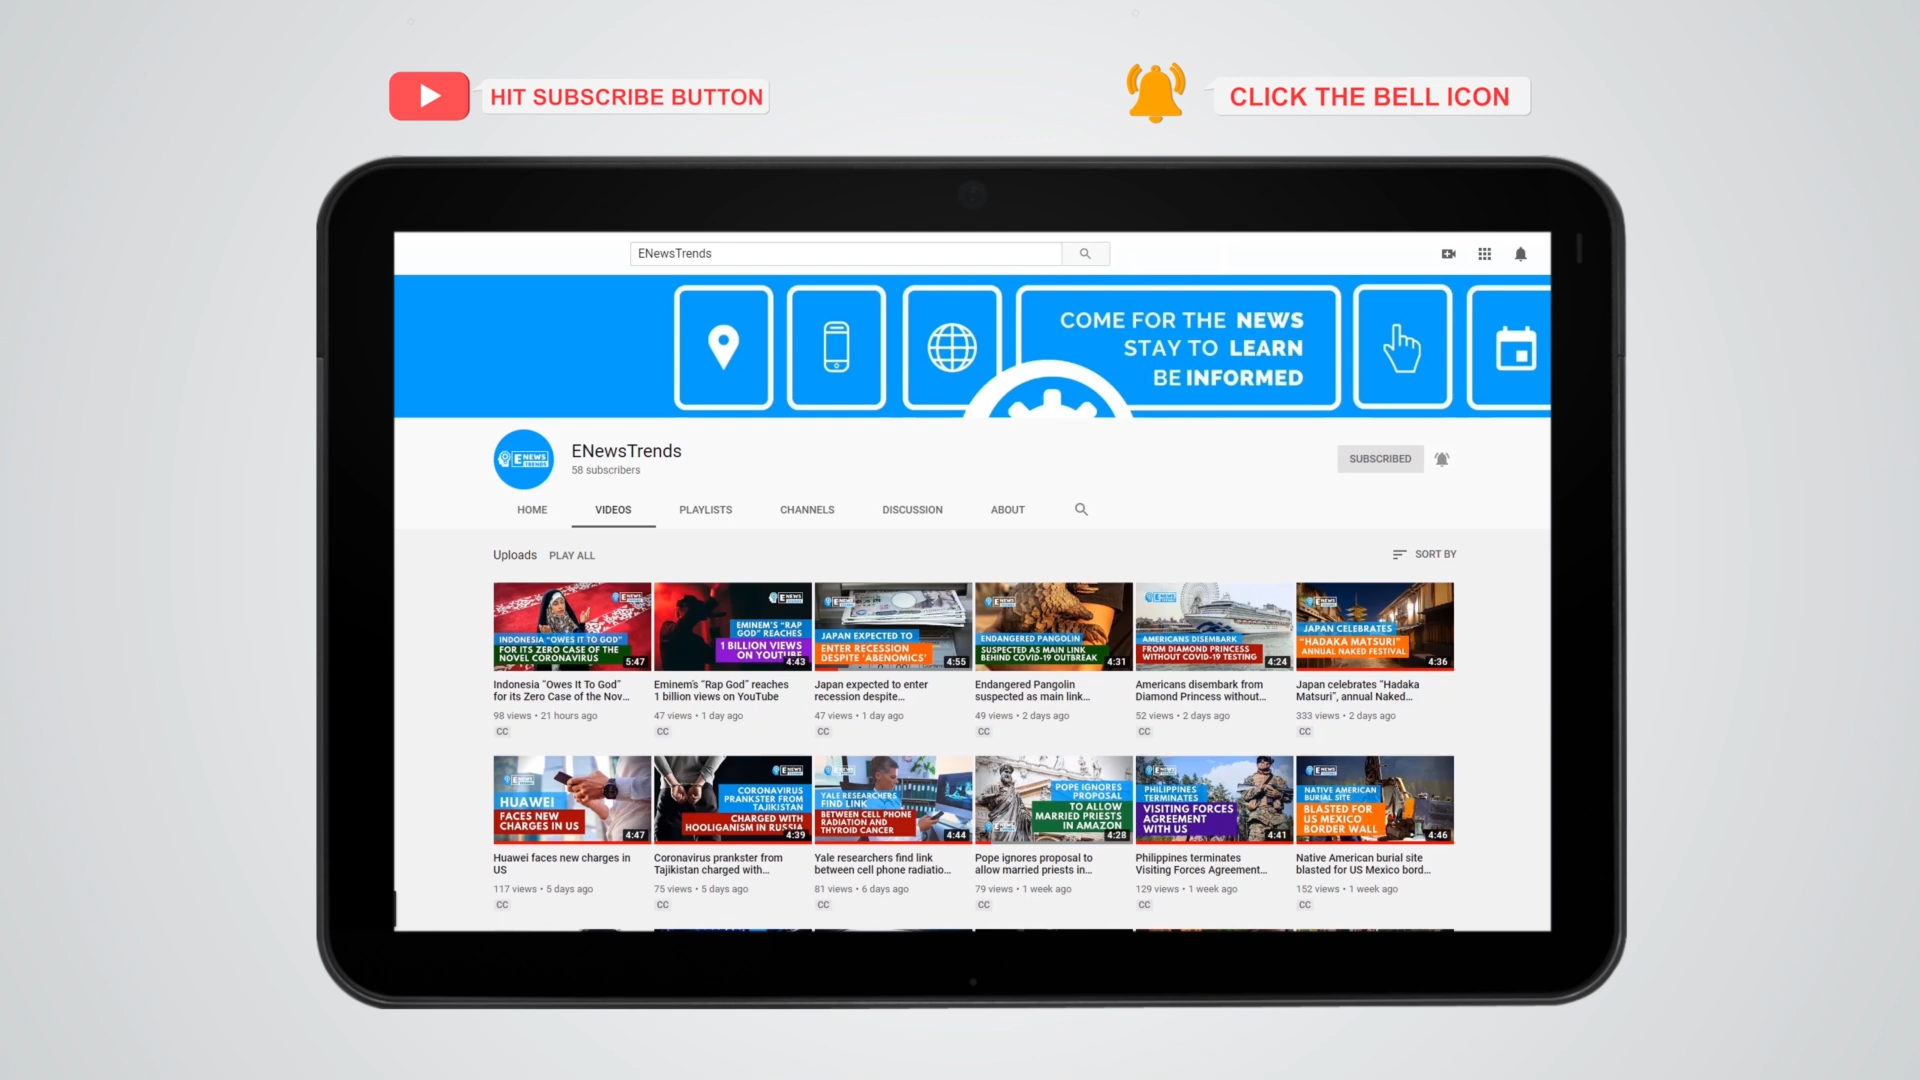 HIT SUBSCRIBE BUTTON
CLICK THE BELL ICON
ENewsTrends
COME FOR THE NEWS
STAY TO LEARN
BE INFORMED
E NEWS
TRENDS
ENewsTrends
58 subscribers
SUBSCRIBED
HOME VIDEOS PLAYLISTS CHANNELS DISCUSSION ABOUT
Uploads PLAY ALL
SORT BY
INDONESIA "OWES IT TO GOD"
FOR ITS ZERO CASE OF THE
NOVEL CORONAVIRUS
5:47
EMINEM'S "RAP
GOD" REACHES
1 BILLION VIEWS
ON YOUTUBE
4:43
JAPAN EXPECTED TO
ENTER RECESSION
DESPITE 'ABENOMICS'
4:55
ENDANGERED PANGOLIN
SUSPECTED AS MAIN LINK
BEHIND COVID-19 OUTBREAK
4:31
AMERICANS DISEMBARK
FROM DIAMOND PRINCESS
WITHOUT COVID-19 TESTING
4:24
JAPAN CELEBRATES
"HADAKA MATSURI"
ANNUAL NAKED FESTIVAL
4:36
Indonesia "Owes It To God"
for its Zero Case of the Nov...
98 views • 21 hours ago
CC
Eminem's "Rap God" reaches
1 billion views on YouTube
47 views • 1 day ago
CC
Japan expected to enter
recession despite...
47 views • 1 day ago
CC
Endangered Pangolin
suspected as main link...
49 views • 2 days ago
CC
Americans disembark from
Diamond Princess without...
52 views • 2 days ago
CC
Japan celebrates "Hadaka
Matsuri", annual Naked...
333 views • 2 days ago
CC
HUAWEI
FACES NEW
CHARGES IN US
4:47
CORONAVIRUS
PRANKSTER FROM
TAJIKISTAN
CHARGED WITH
HOOLIGANISM IN RUSSIA
4:39
YALE RESEARCHERS
FIND LINK
BETWEEN CELL PHONE
RADIATION AND
THYROID CANCER
4:44
POPE IGNORES
PROPOSAL
TO ALLOW
MARRIED PRIESTS
IN AMAZON
4:28
PHILIPPINES
TERMINATES
VISITING FORCES
AGREEMENT
WITH US
4:41
NATIVE AMERICAN
BURIAL SITE
BLASTED FOR
US MEXICO
BORDER WALL
4:46
Huawei faces new charges in
US
117 views • 5 days ago
CC
Coronavirus prankster from
Tajikistan charged with...
75 views • 5 days ago
CC
Yale researchers find link
between cell phone radiatio...
81 views • 6 days ago
CC
Pope ignores proposal to
allow married priests in...
79 views • 1 week ago
CC
Philippines terminates
Visiting Forces Agreement...
129 views • 1 week ago
CC
Native American burial site
blasted for US Mexico bord...
152 views • 1 week ago
CC